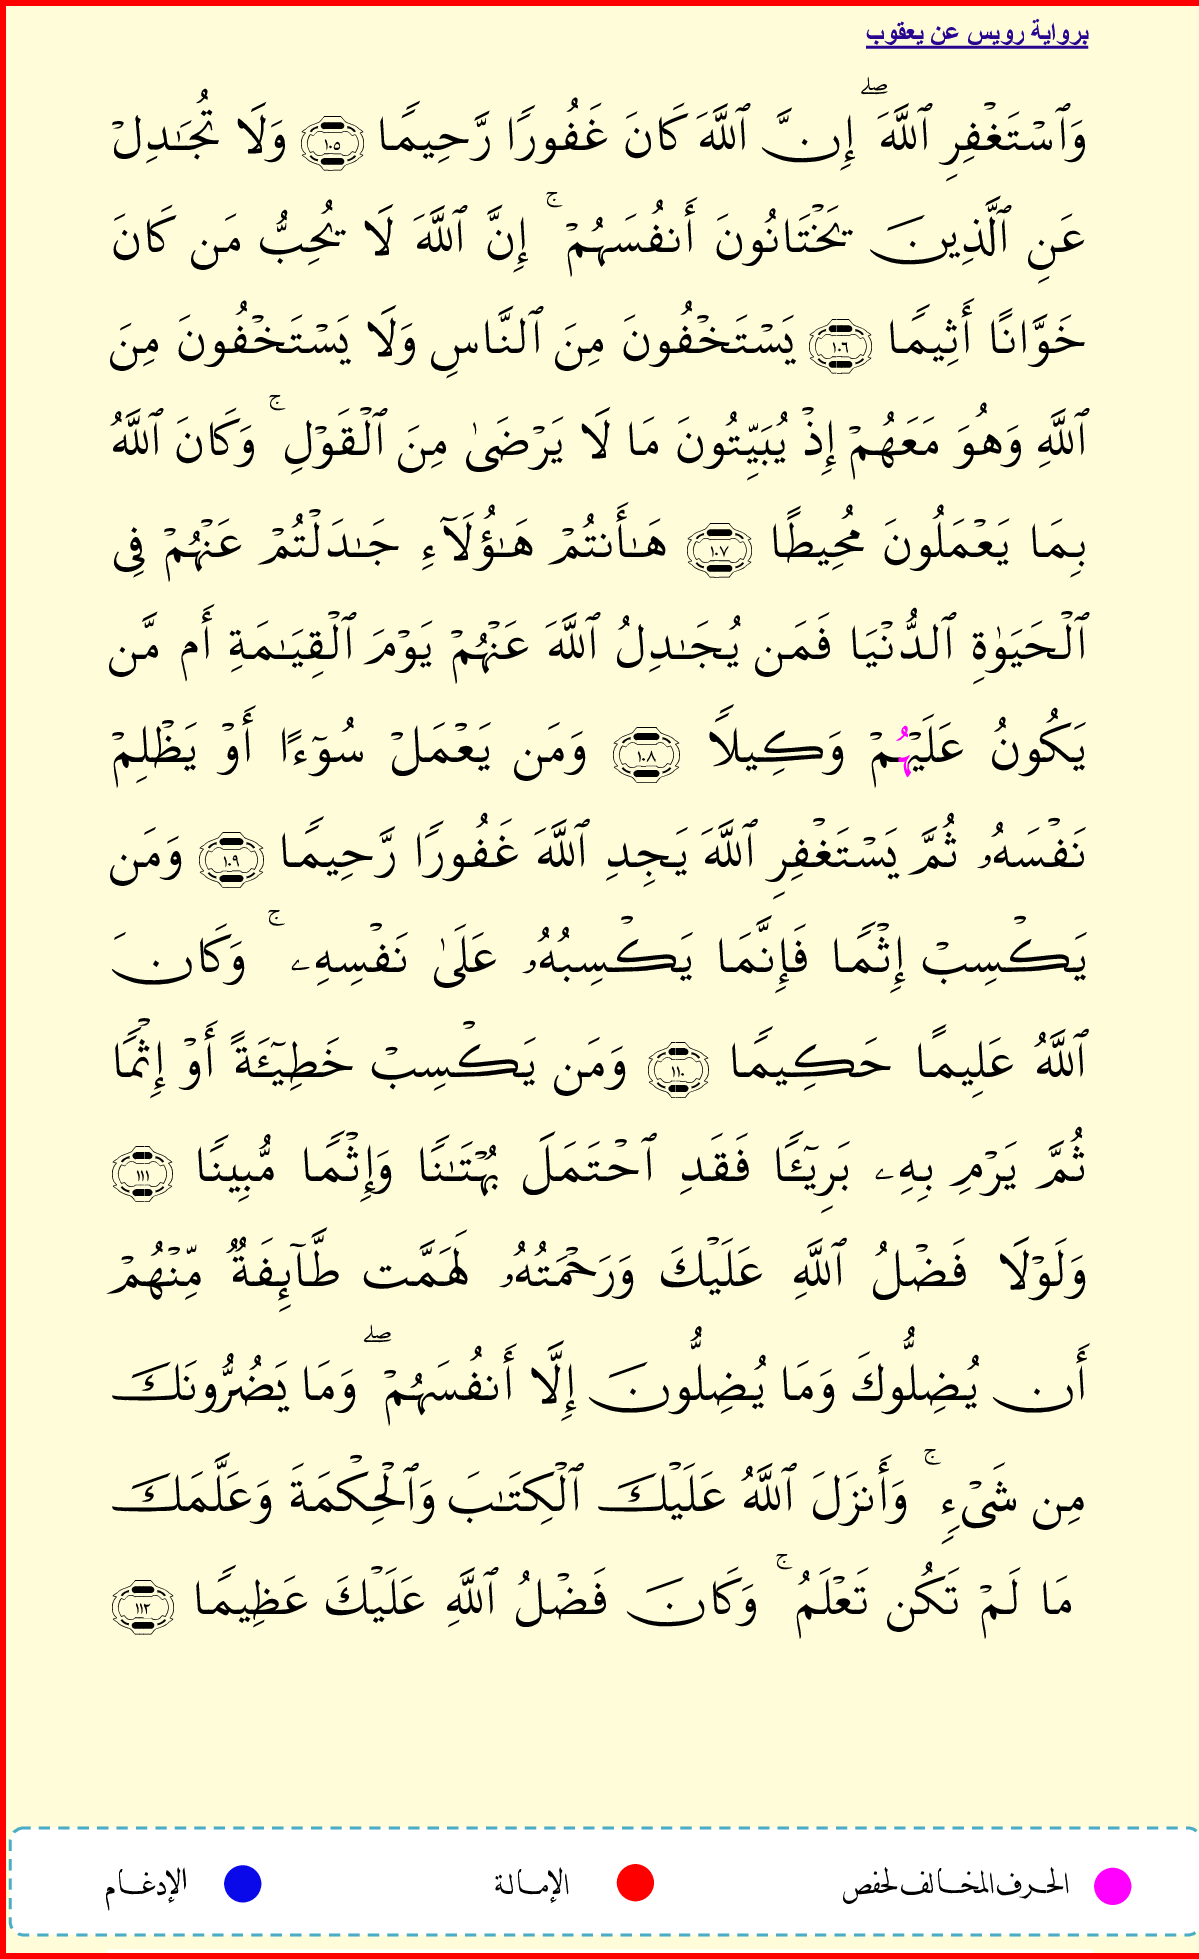 برواية رويس عن يعقوب
وَٱسْتَغْفِرِ ٱللَّهَ ۖ إِنَّ ٱللَّهَ كَانَ غَفُورًا رَّحِيمًا ١٠٥ وَلَا تُجَـٰدِلْ
عَنِ ٱلَّذِينَ يَخْتَانُونَ أَنفُسَهُمْ ۚ إِنَّ ٱللَّهَ لَا يُحِبُّ مَن كَانَ
خَوَّانًا أَثِيمًا ١٠٦ يَسْتَخْفُونَ مِنَ ٱلنَّاسِ وَلَا يَسْتَخْفُونَ مِنَ
ٱللَّهِ وَهُوَ مَعَهُمْ إِذْ يُبَيِّتُونَ مَا لَا يَرْضَىٰ مِنَ ٱلْقَوْلِ ۚ وَكَانَ ٱللَّهُ
بِمَا يَعْمَلُونَ مُحِيطًا ١٠٧ هَـٰأَنتُمْ هَـٰؤُلَآءِ جَـٰدَلْتُمْ عَنْهُمْ فِى
ٱلْحَيَوٰةِ ٱلدُّنْيَا فَمَن يُجَـٰدِلُ ٱللَّهَ عَنْهُمْ يَوْمَ ٱلْقِيَـٰمَةِ أَم مَّن
يَكُونُ عَلَيْهُمْ وَكِيلًا ١٠٨ وَمَن يَعْمَلْ سُوٓءًا أَوْ يَظْلِمْ
نَفْسَهُۥ ثُمَّ يَسْتَغْفِرِ ٱللَّهَ يَجِدِ ٱللَّهَ غَفُورًا رَّحِيمًا ١٠٩ وَمَن
يَكْسِبْ إِثْمًا فَإِنَّمَا يَكْسِبُهُۥ عَلَىٰ نَفْسِهِۦ ۚ وَكَانَ
ٱللَّهُ عَلِيمًا حَكِيمًا ١١٠ وَمَن يَكْسِبْ خَطِيٓـَٔةً أَوْ إِثْمًا
ثُمَّ يَرْمِ بِهِۦ بَرِيٓـًٔا فَقَدِ ٱحْتَمَلَ بُهْتَـٰنًا وَإِثْمًا مُّبِينًا ١١١
وَلَوْلَا فَضْلُ ٱللَّهِ عَلَيْكَ وَرَحْمَتُهُۥ لَهَمَّت طَّآئِفَةٌ مِّنْهُمْ
أَن يُضِلُّوكَ وَمَا يُضِلُّونَ إِلَّا أَنفُسَهُمْ ۖ وَمَا يَضُرُّونَكَ
مِن شَىْءٍ ۚ وَأَنزَلَ ٱللَّهُ عَلَيْكَ ٱلْكِتَـٰبَ وَٱلْحِكْمَةَ وَعَلَّمَكَ
مَا لَمْ تَكُن تَعْلَمُ ۚ وَكَانَ فَضْلُ ٱللَّهِ عَلَيْكَ عَظِيمًا ١١٢
الحرف المخالف لحفص الإمالة الإدغام